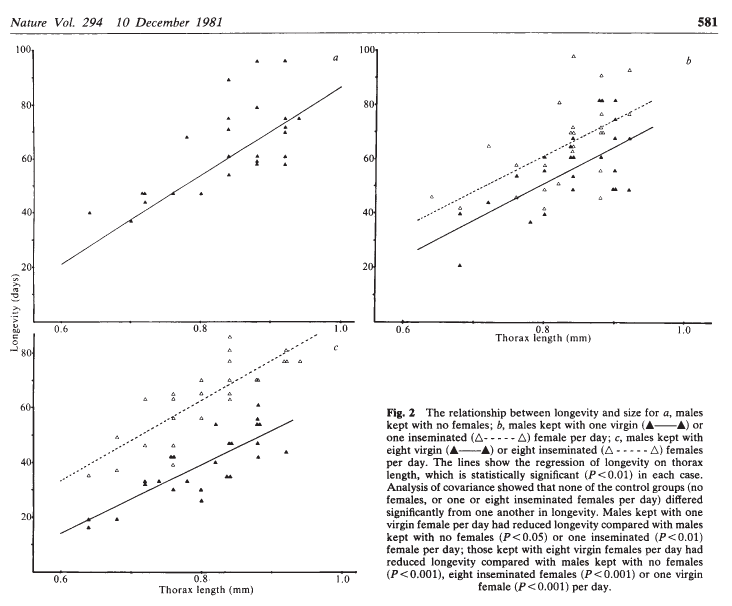 Nature Vol. 294 10 December 1981
581
100
a
80
60
40
20
0.6
0.8
1.0
100
b
80
60
40
20
0.6
0.8
1.0
Thorax length (mm)
Longevity (days)
c
80
60
40
20
0.6
0.8
1.0
Thorax length (mm)
Fig. 2 The relationship between longevity and size for a, males
kept with no females; b, males kept with one virgin (▲——▲) or
one inseminated (△-----△) female per day; c, males kept with
eight virgin (▲——▲) or eight inseminated (△-----△) females
per day. The lines show the regression of longevity on thorax
length, which is statistically significant (P<0.01) in each case.
Analysis of covariance showed that none of the control groups (no
females, or one or eight inseminated females per day) differed
significantly from one another in longevity. Males kept with one
virgin female per day had reduced longevity compared with males
kept with no females (P<0.05) or one inseminated (P<0.01)
female per day; those kept with eight virgin females per day had
reduced longevity compared with males kept with no females
(P<0.001), eight inseminated females (P<0.001) or one virgin
female (P<0.001) per day.